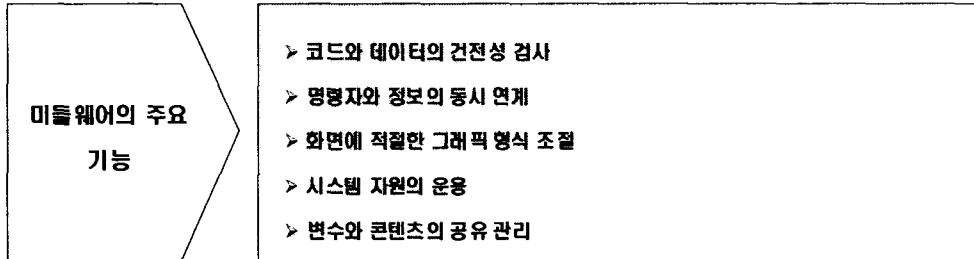 미들웨어의 주요
기능
➢ 코드와 데이터의 건전성 검사
➢ 명령자와 정보의 동시 연계
➢ 화면에 적절한 그래픽 형식 조절
➢ 시스템 자원의 운용
➢ 변수와 콘텐츠의 공유 관리